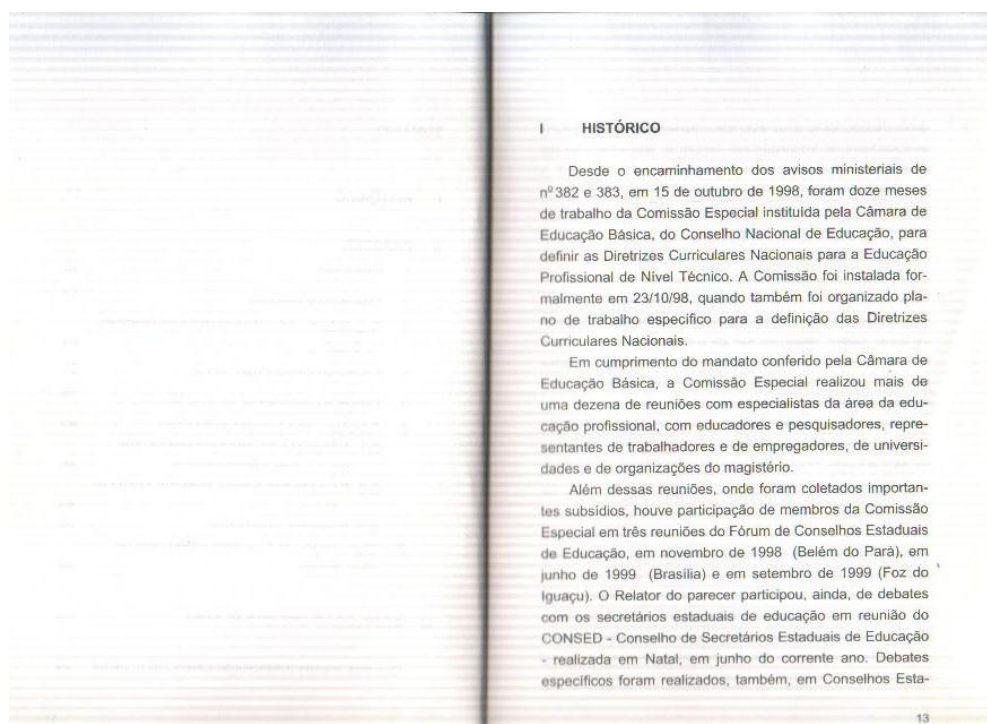 I HISTÓRICO
Desde o encaminhamento dos avisos ministeriais de
nº 382 e 383, em 15 de outubro de 1998, foram doze meses
de trabalho da Comissão Especial instituída pela Câmara de
Educação Básica, do Conselho Nacional de Educação, para
definir as Diretrizes Curriculares Nacionais para a Educação
Profissional de Nível Técnico. A Comissão foi instalada for-
malmente em 23/10/98, quando também foi organizado pla-
no de trabalho específico para a definição das Diretrizes
Curriculares Nacionais.
Em cumprimento do mandato conferido pela Câmara de
Educação Básica, a Comissão Especial realizou mais de
uma dezena de reuniões com especialistas da área da edu-
cação profissional, com educadores e pesquisadores, repre-
sentantes de trabalhadores e de empregadores, de universi-
dades e de organizações do magistério.
Além dessas reuniões, onde foram coletados importan-
tes subsídios, houve participação de membros da Comissão
Especial em três reuniões do Fórum de Conselhos Estaduais
de Educação, em novembro de 1998 (Belém do Pará), em
junho de 1999 (Brasília) e em setembro de 1999 (Foz do
Iguaçu). O Relator do parecer participou, ainda, de debates
com os secretários estaduais de educação em reunião do
CONSED - Conselho de Secretários Estaduais de Educação
- realizada em Natal, em junho do corrente ano. Debates
específicos foram realizados, também, em Conselhos Esta-
13